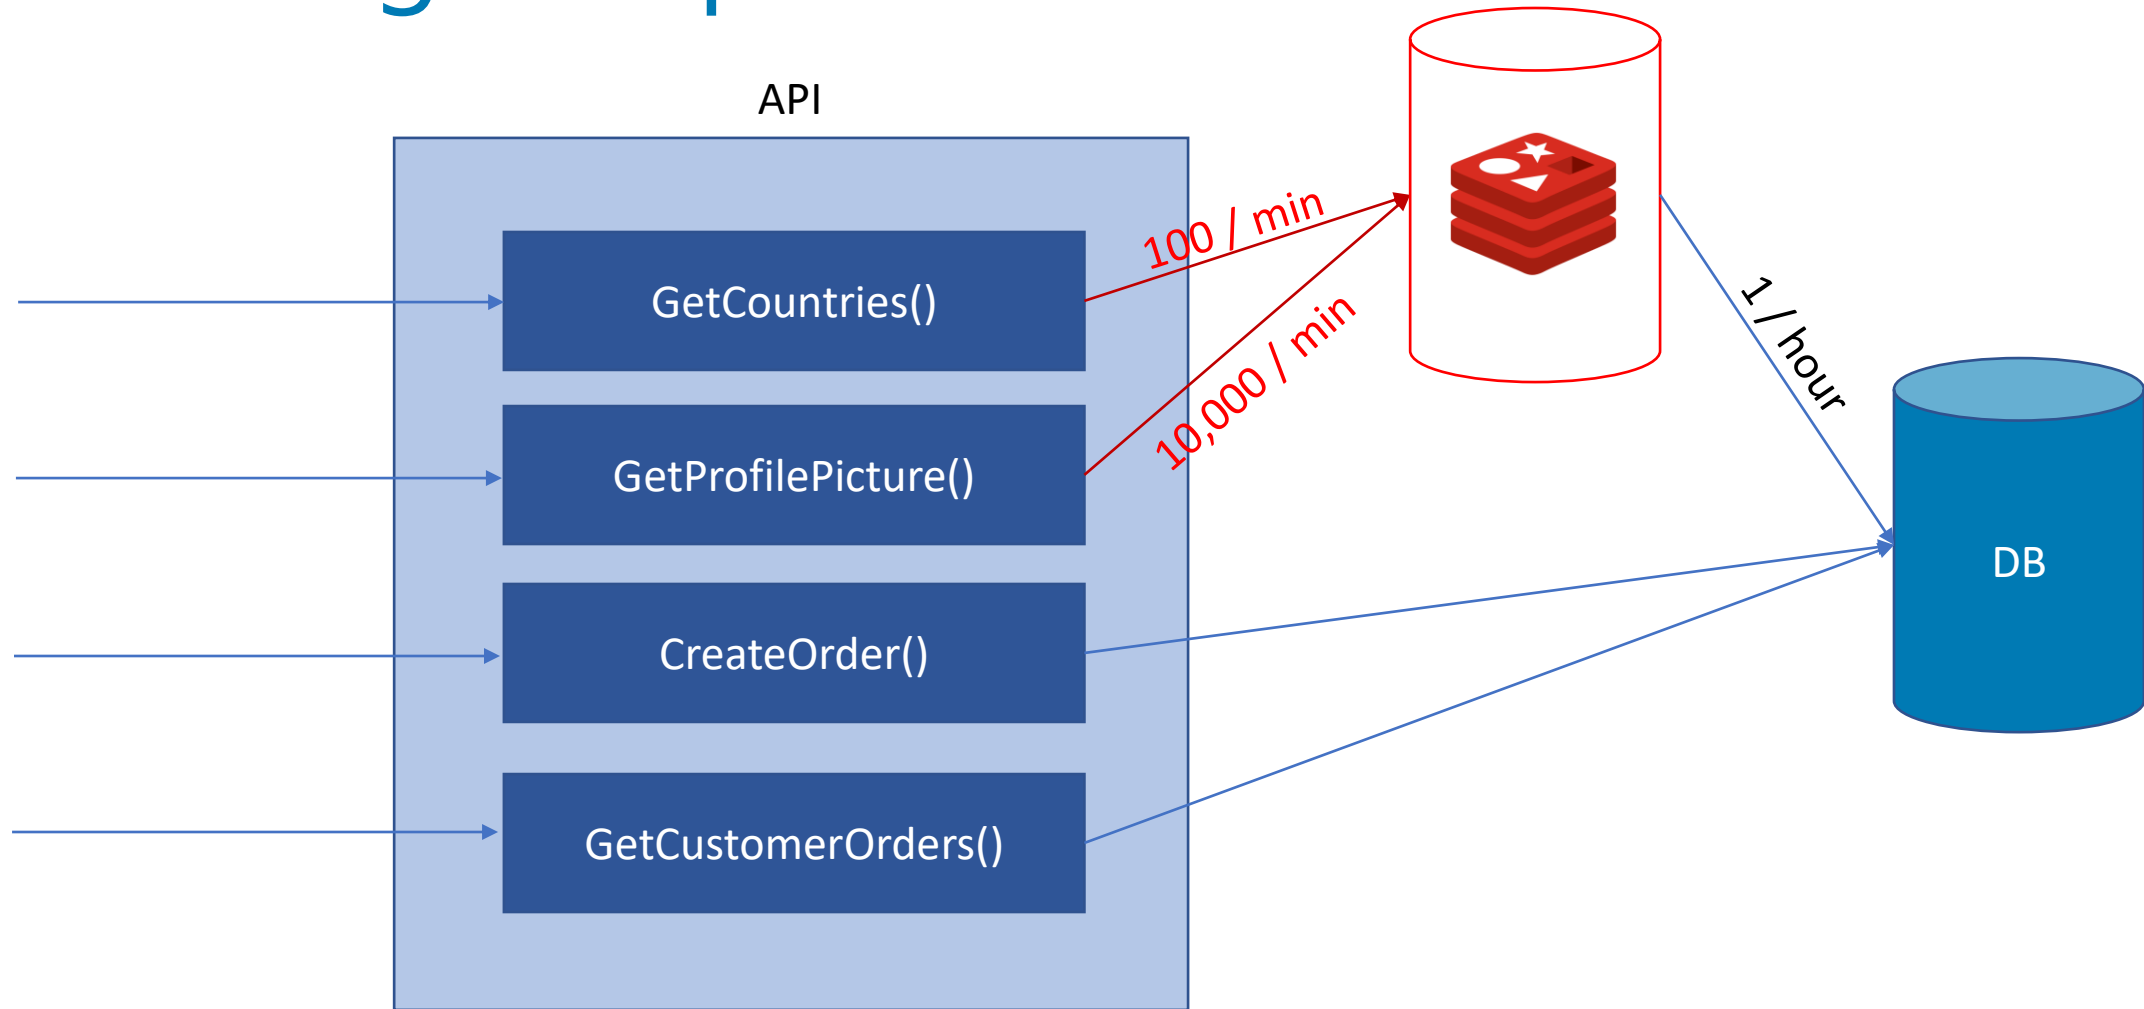 API
GetCountries()
GetProfilePicture()
CreateOrder()
GetCustomerOrders()
100 / min
10,000 / min
1 / hour
DB